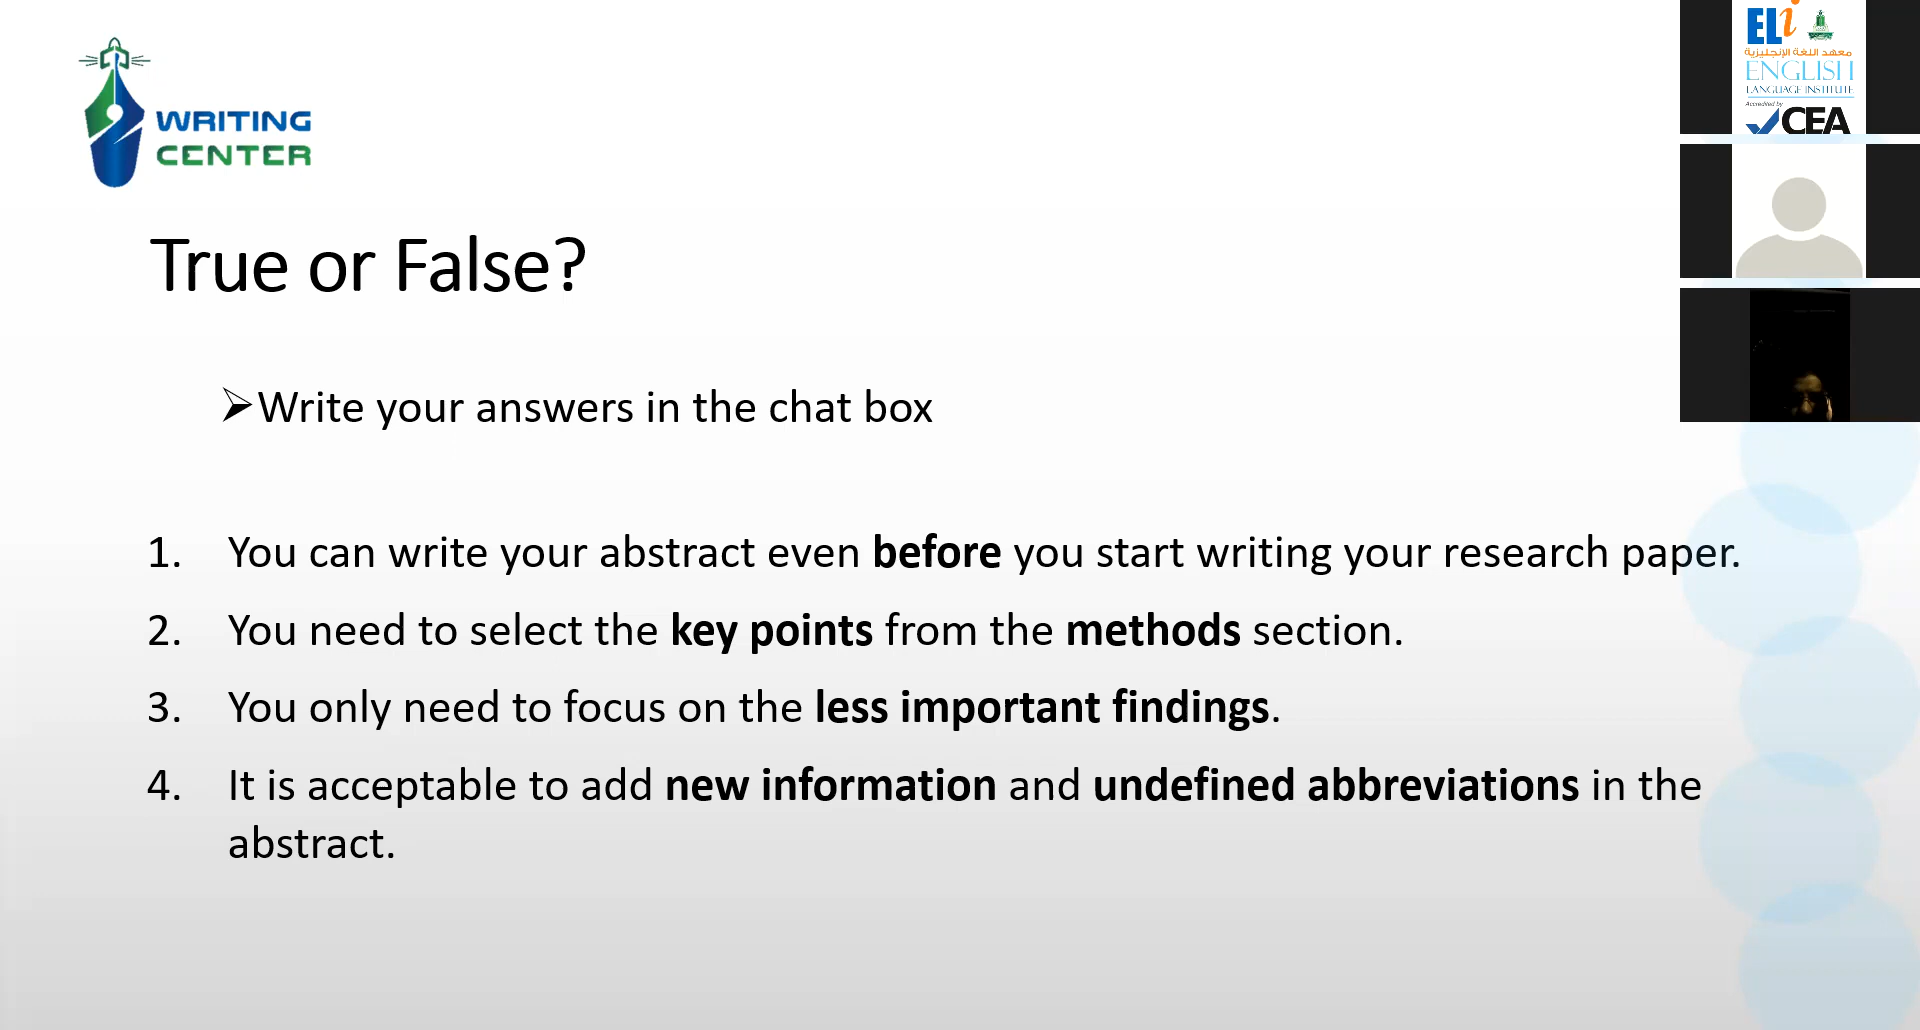 WRITING
CENTER
True or False?
Write your answers in the chat box
1. You can write your abstract even before you start writing your research paper.
2. You need to select the key points from the methods section.
3. You only need to focus on the less important findings.
4. It is acceptable to add new information and undefined abbreviations in the
abstract.
ELi
معهد اللغة الإنجليزية
ENGLISH
LANGUAGE INSTITUTE
Accredited by
CEA